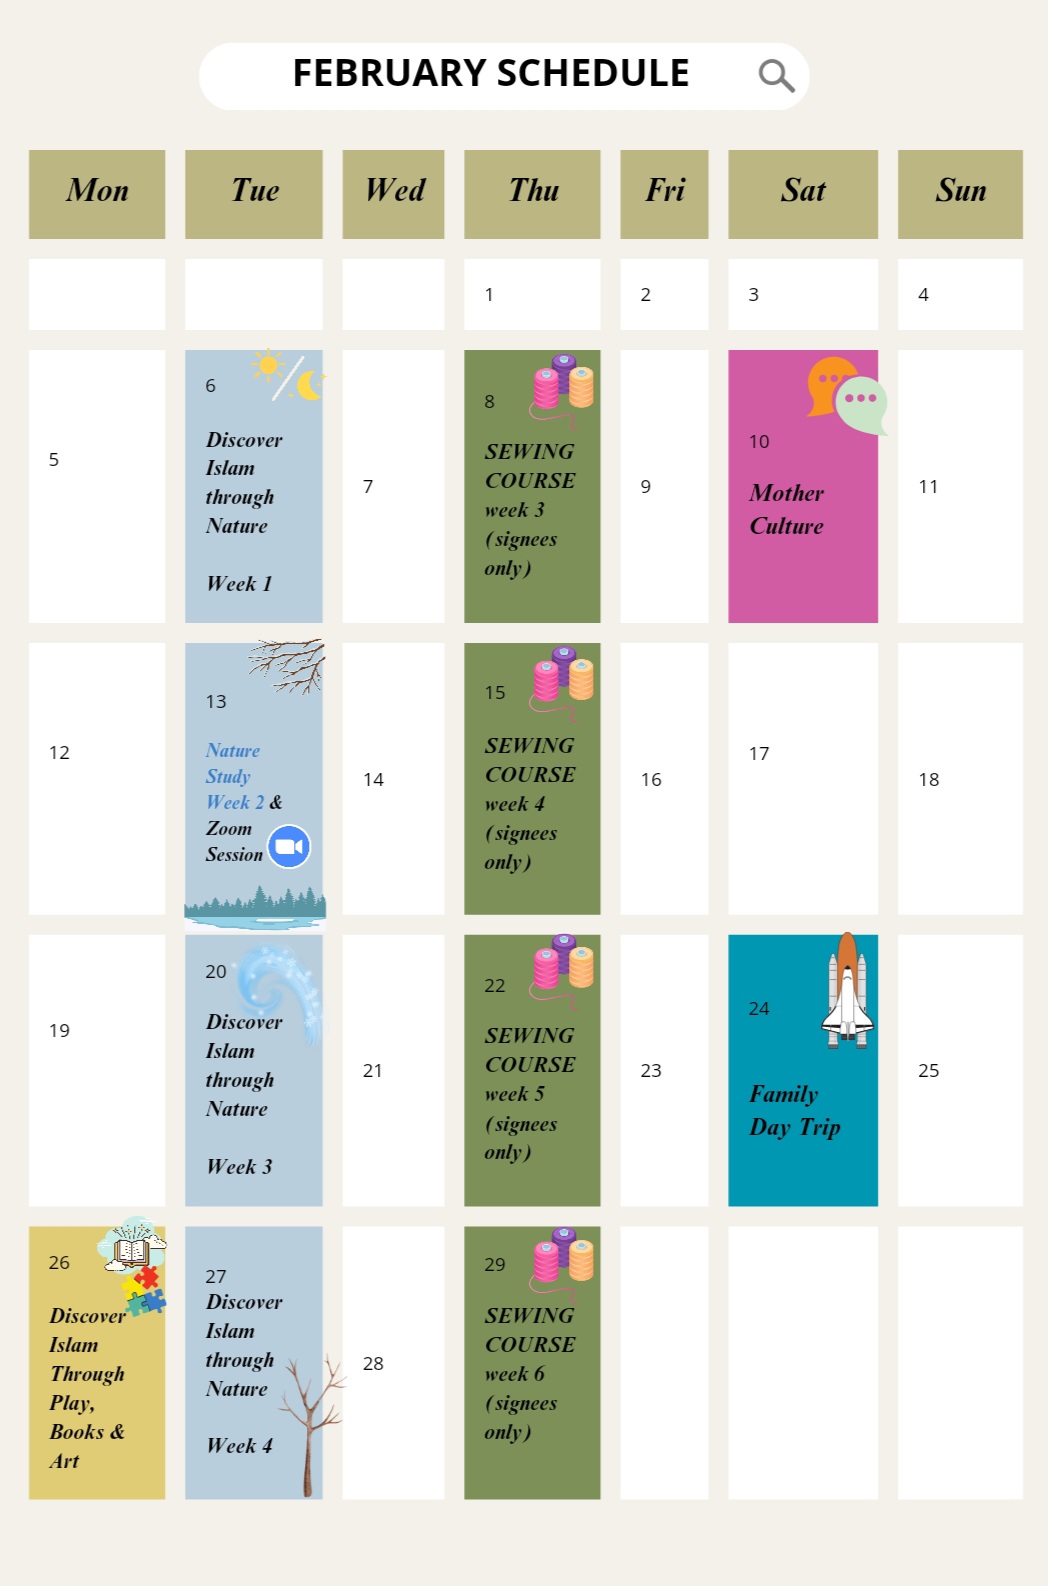 FEBRUARY SCHEDULE
Mon Tue Wed Thu Fri Sat Sun
1 2 3 4
5
6
Discover
Islam
through
Nature
Week 1
7
8
SEWING
COURSE
week 3
(signees
only)
9
10
Mother
Culture
11
12
13
Nature
Study
Week 2 &
Zoom
Session
14
15
SEWING
COURSE
week 4
(signees
only)
16
17
18
19
20
Discover
Islam
through
Nature
Week 3
21
22
SEWING
COURSE
week 5
(signees
only)
23
24
Family
Day Trip
25
26
Discover
Islam
Through
Play,
Books &
Art
27
Discover
Islam
through
Nature
Week 4
28
29
SEWING
COURSE
week 6
(signees
only)